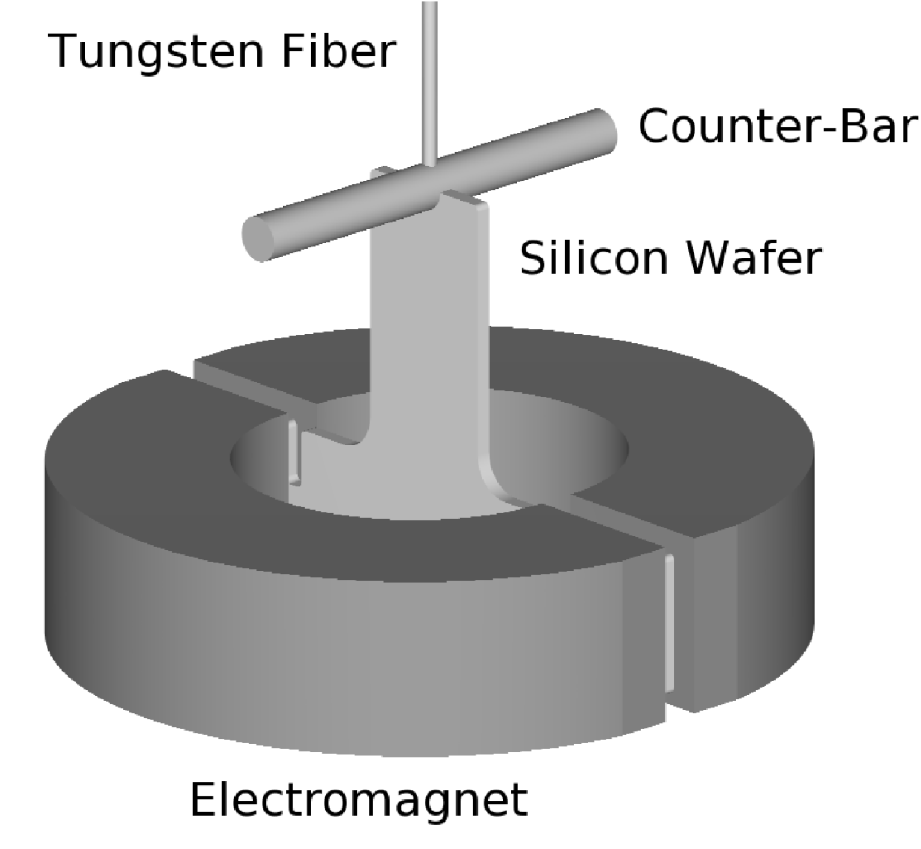 Tungsten Fiber
Counter-Bar
Silicon Wafer
Electromagnet